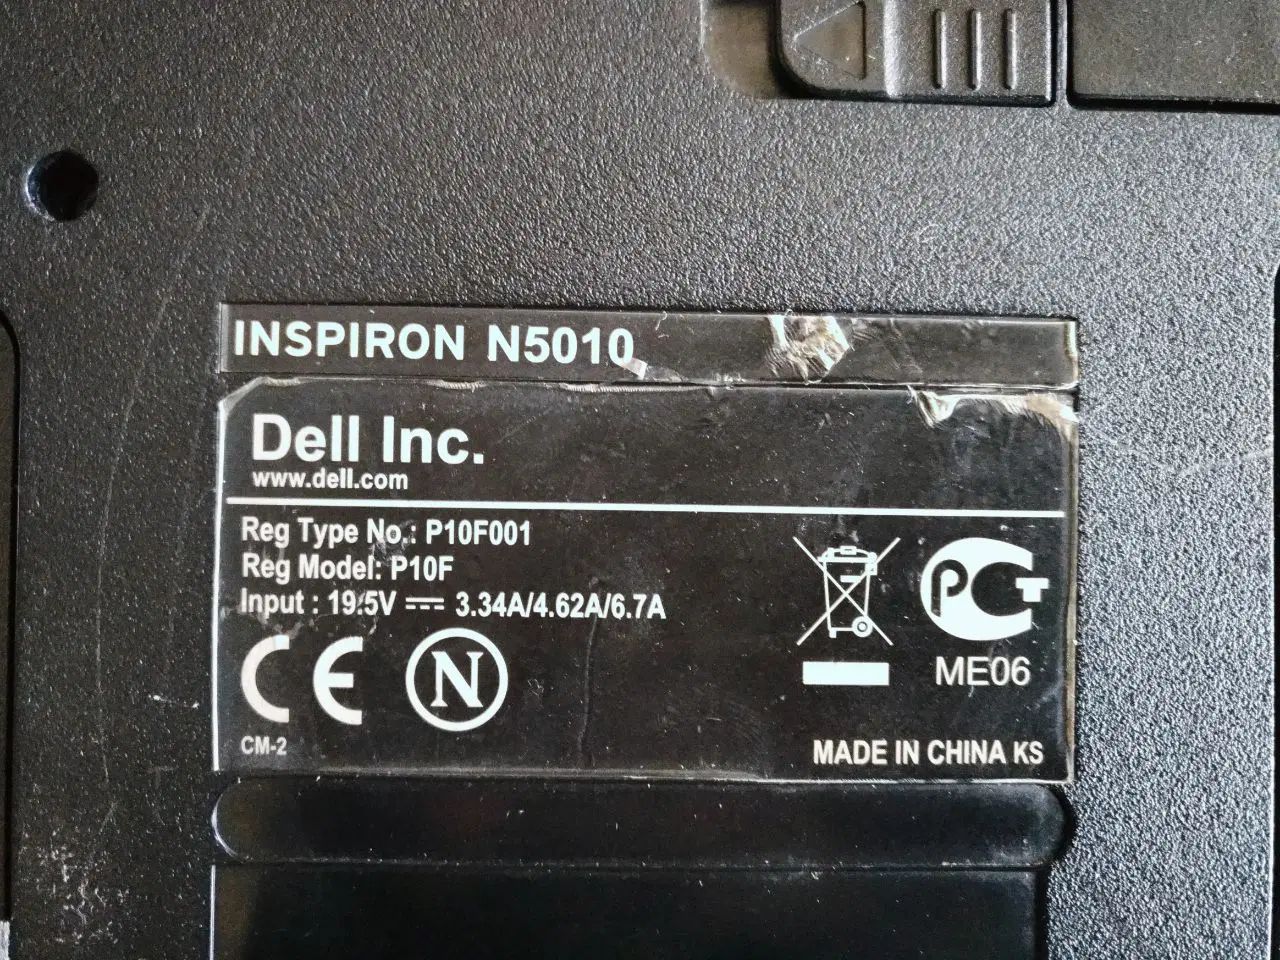 INSPIRON N5010
Dell Inc.
www.dell.com
Reg Type No.: P10F001
Reg Model: P10F
Input : 19.5V ⎓ 3.34A/4.62A/6.7A
CE N
PCT
ME06
CM-2
MADE IN CHINA KS